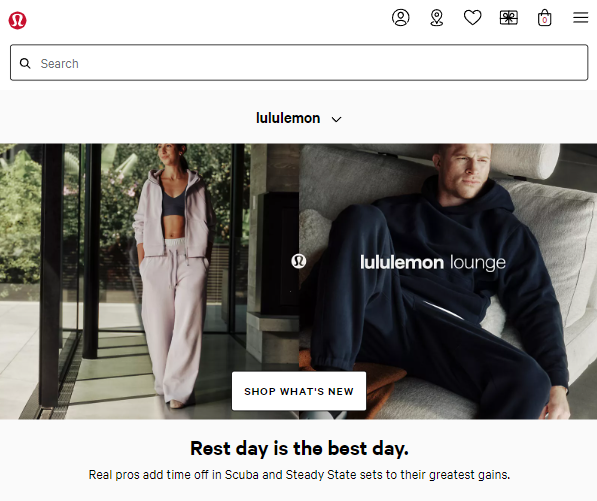 0
Search
lululemon
lululemon lounge
SHOP WHAT'S NEW
Rest day is the best day.
Real pros add time off in Scuba and Steady State sets to their greatest gains.